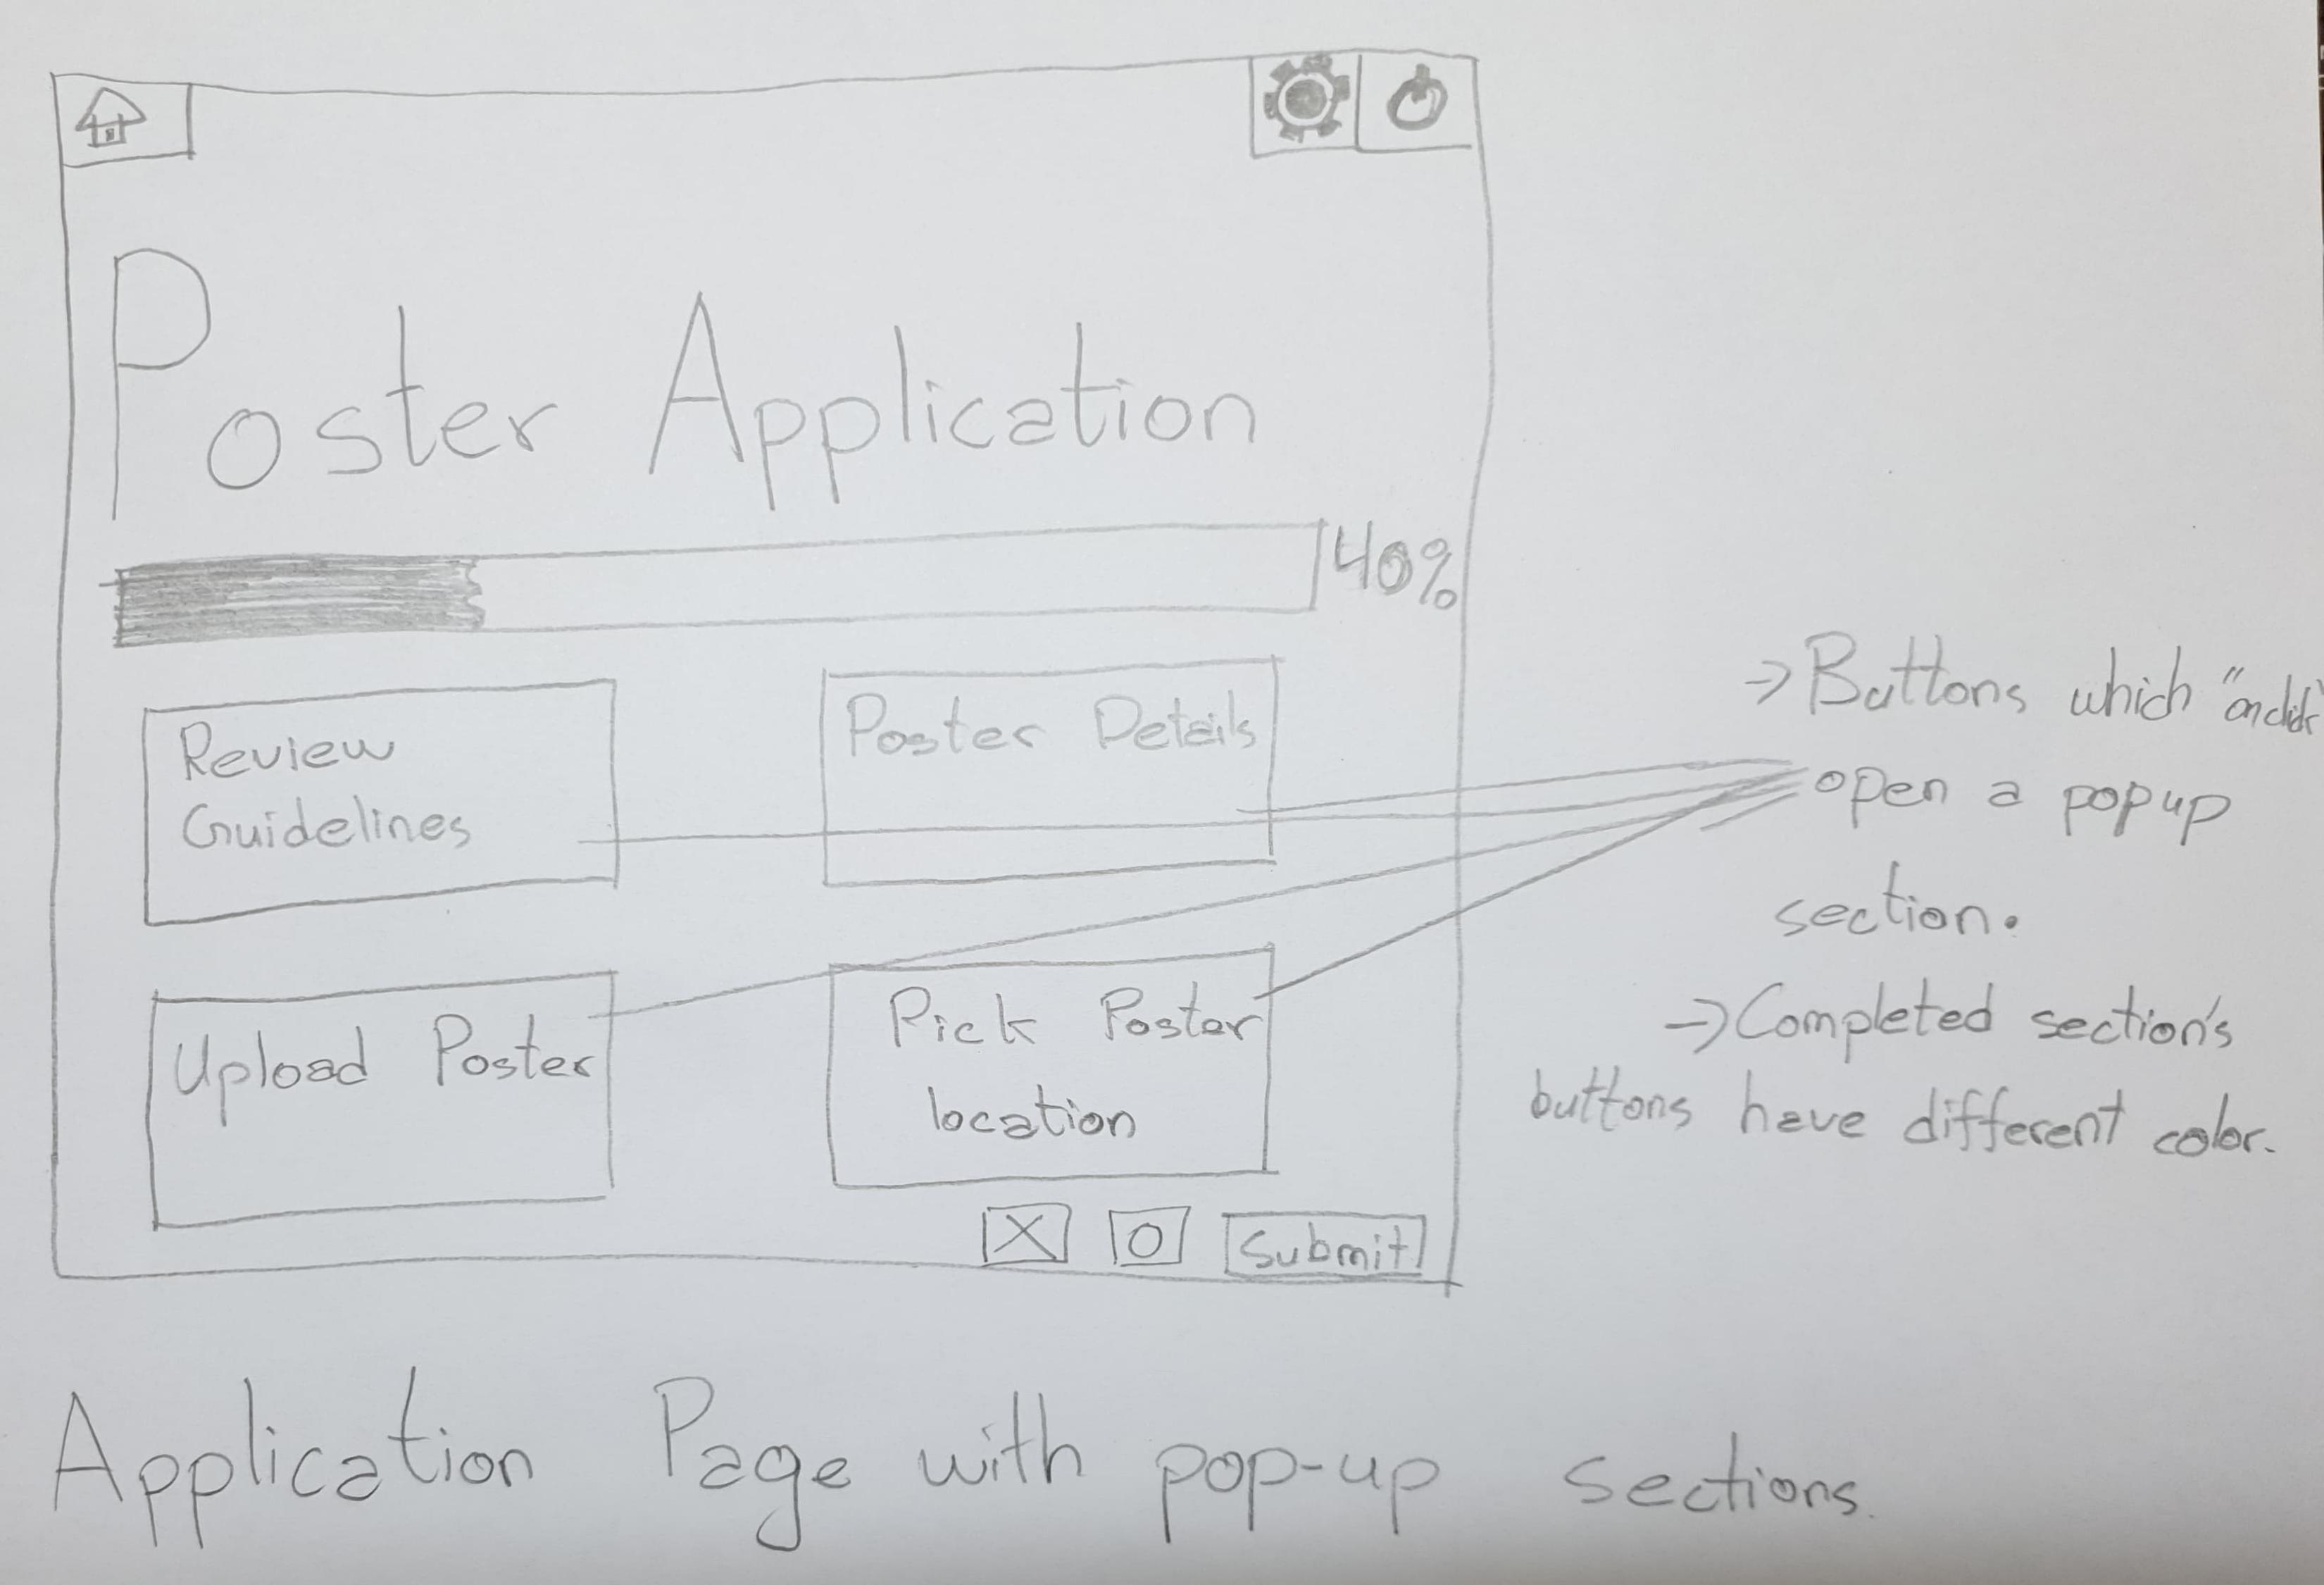 Poster Application
40%
Review
Guidelines
Poster Details
Upload Poster
Pick Poster
location
X
O
Submit
→ Buttons which "onclick"
open a popup
section.
→ Completed section's
buttons have different color.
Application Page with pop-up sections.